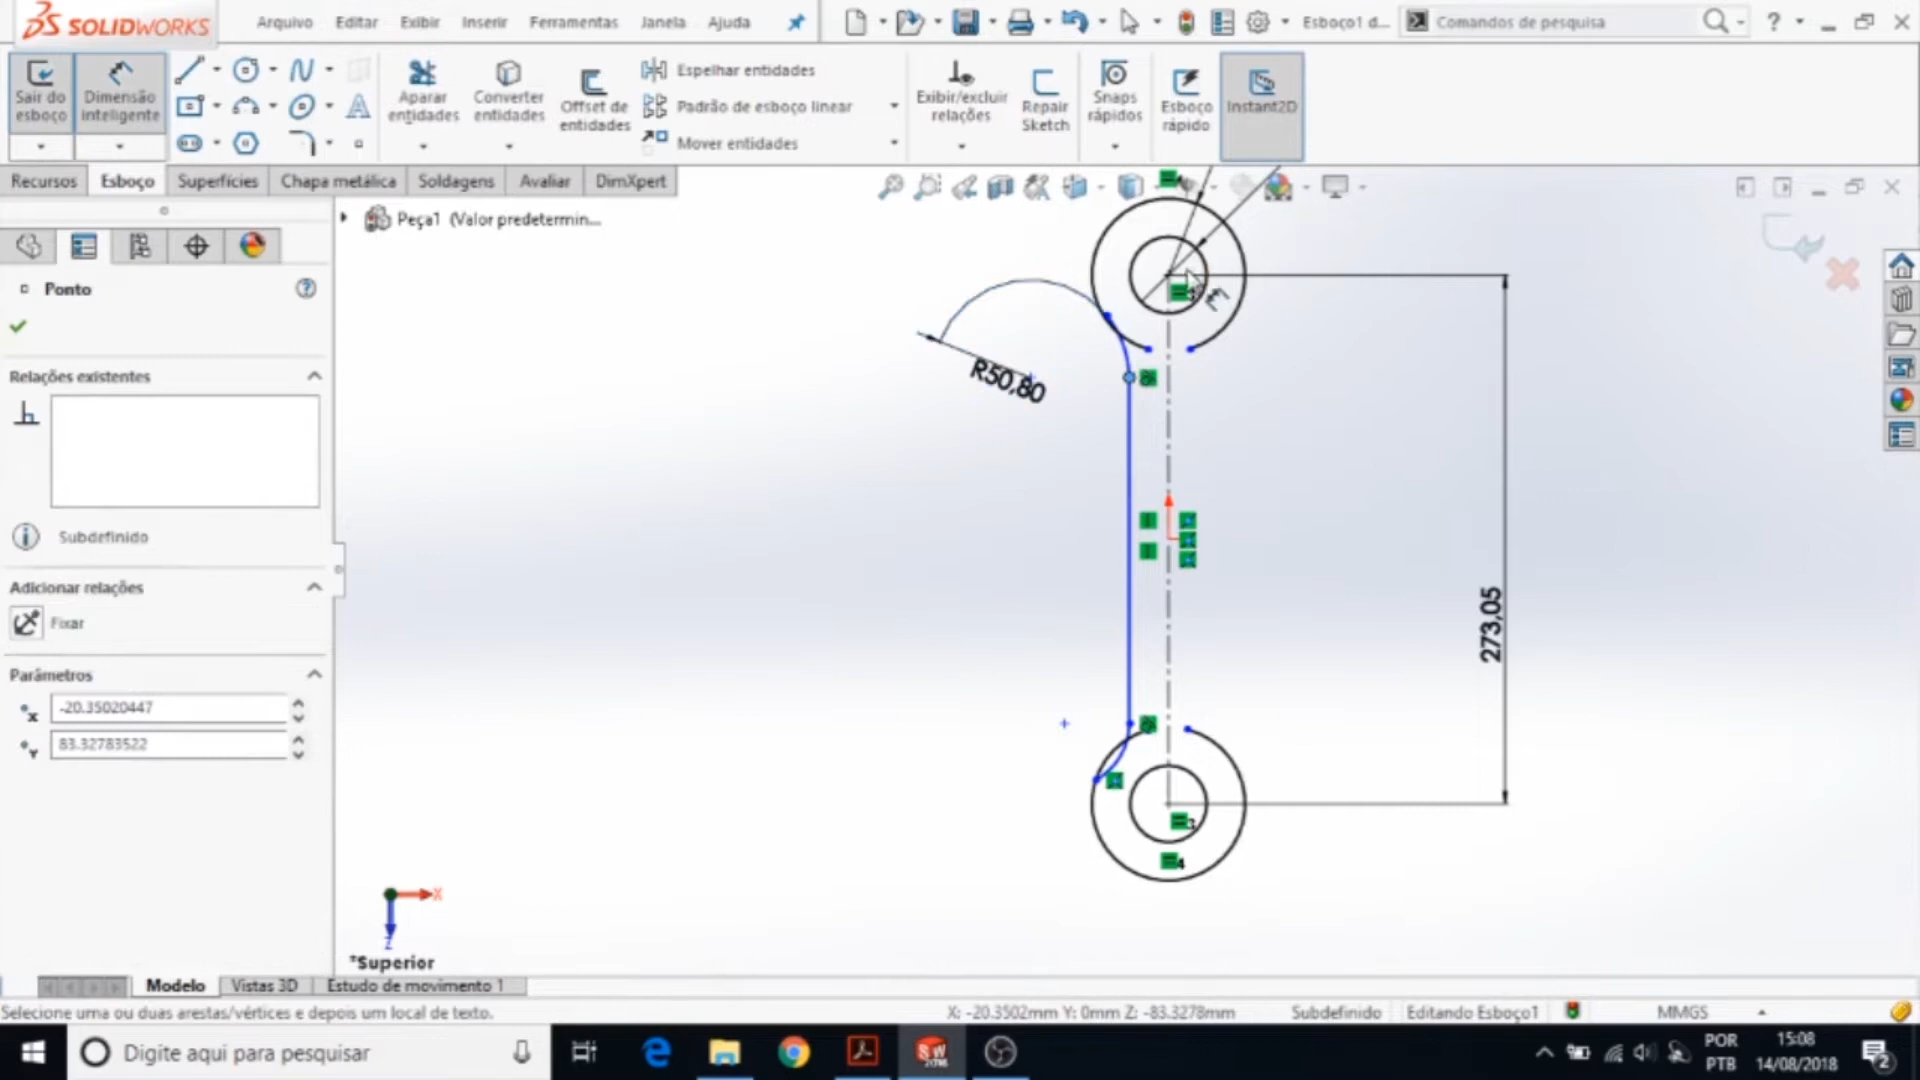 SOLIDWORKS
Arquivo Editar Exibir Inserir Ferramentas Janela Ajuda
Esboço1 d...
Comandos de pesquisa
Sair do esboço
Dimensão inteligente
Aparar entidades
Converter entidades
Offset de entidades
Espelhar entidades
Padrão de esboço linear
Mover entidades
Exibir/excluir relações
Repair Sketch
Snaps rápidos
Esboço rápido
Instant2D
Recursos Esboço Superfícies Chapa metálica Soldagens Avaliar DimXpert
Peça1 (Valor predetermin...
Ponto
Relações existentes
Subdefinido
Adicionar relações
Fixar
Parâmetros
-20.35020447
83.32783522
R50,80
273,05
X
Z
*Superior
Modelo Vistas 3D Estudo de movimento 1
Selecione uma ou duas arestas/vértices e depois um local de texto.
X: -20.3502mm Y: 0mm Z: -83.3278mm Subdefinido Editando Esboço1 MMGS
Digite aqui para pesquisar
POR
PTB
15:08
14/08/2018
2